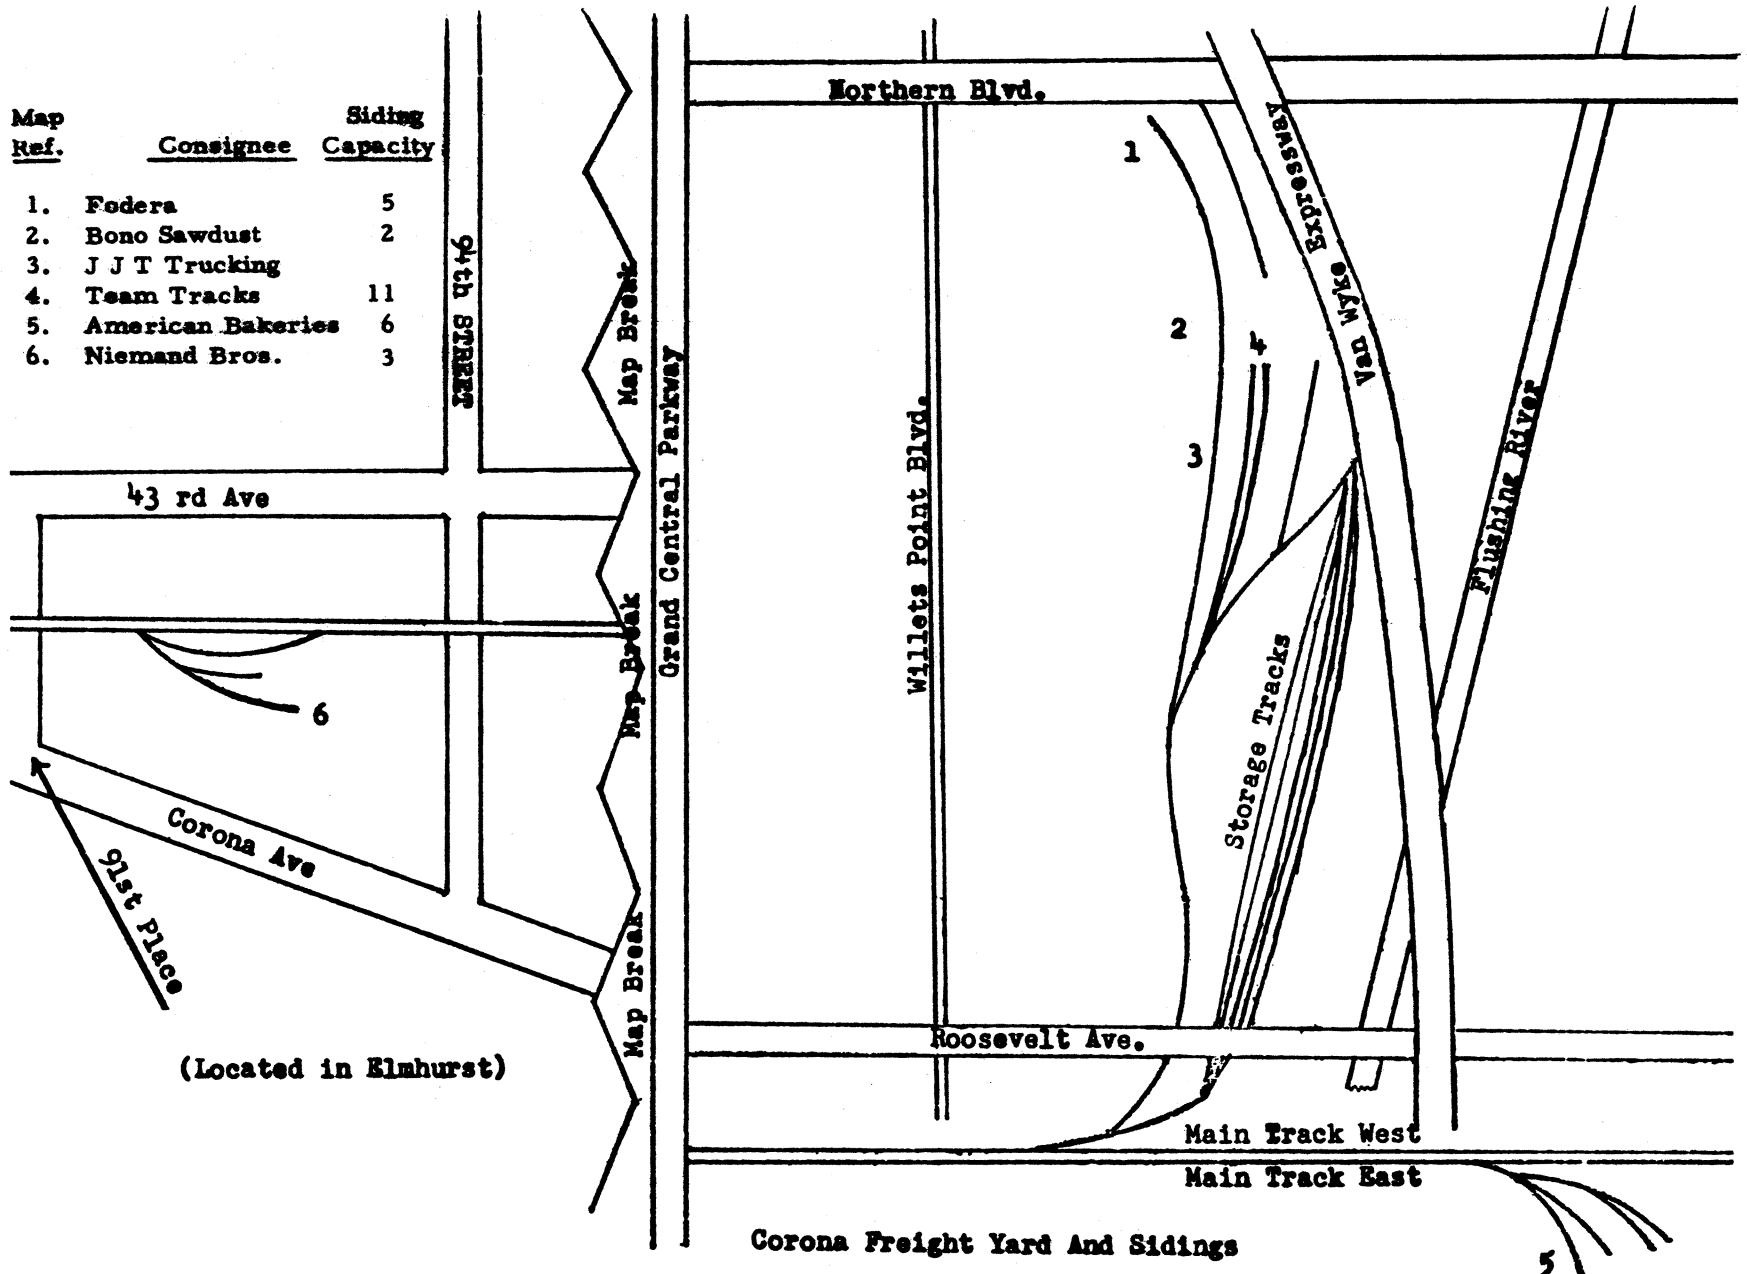 Map Siding
Ref. Consignee Capacity
1. Fodera 5
2. Bono Sawdust 2
3. J J T Trucking
4. Team Tracks 11
5. American Bakeries 6
6. Niemand Bros. 3
94th STREET
Map Break
Grand Central Parkway
Northern Blvd.
Van Wyke Expressway
1
2
3
4
Willets Point Blvd.
Flushing River
43 rd Ave
Map Break
Map Break
6
Storage Tracks
Corona Ave
91st Place
Map Break
Roosevelt Ave.
(Located in Elmhurst)
Main Track West
Main Track East
5
Corona Freight Yard And Sidings